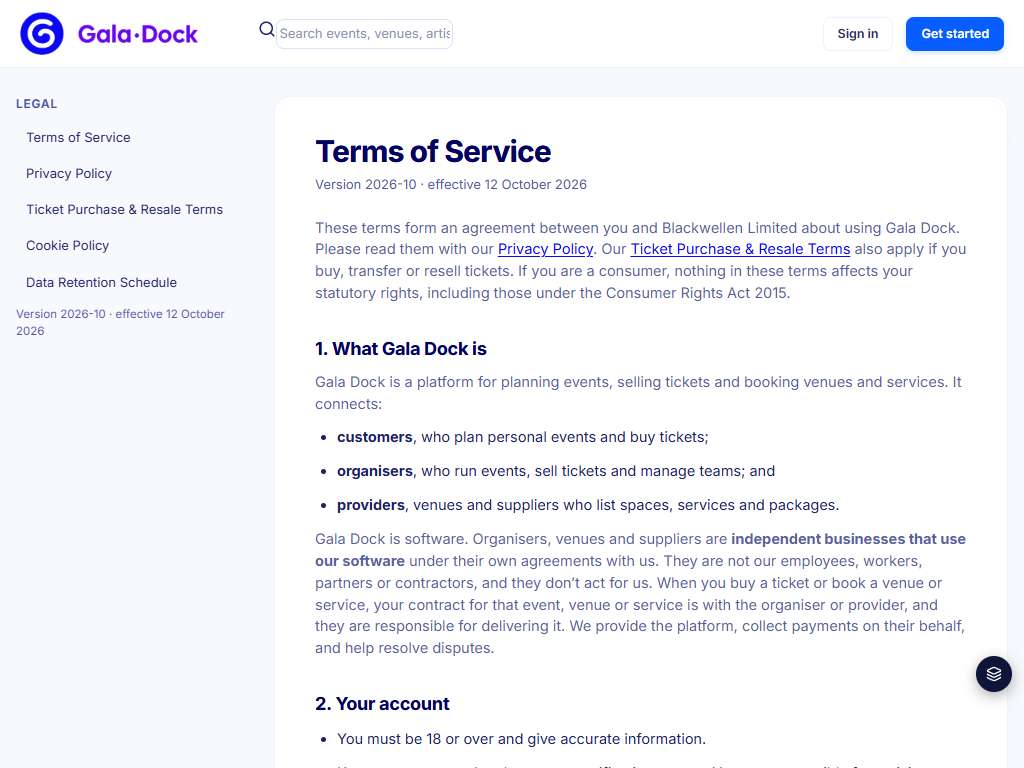 Gala·Dock
Search events, venues, artis
Sign in
Get started
LEGAL
Terms of Service
Privacy Policy
Ticket Purchase & Resale Terms
Cookie Policy
Data Retention Schedule
Version 2026-10 · effective 12 October
2026
Terms of Service
Version 2026-10 · effective 12 October 2026
These terms form an agreement between you and Blackwellen Limited about using Gala Dock.
Please read them with our Privacy Policy. Our Ticket Purchase & Resale Terms also apply if you
buy, transfer or resell tickets. If you are a consumer, nothing in these terms affects your
statutory rights, including those under the Consumer Rights Act 2015.
1. What Gala Dock is
Gala Dock is a platform for planning events, selling tickets and booking venues and services. It
connects:
• customers, who plan personal events and buy tickets;
• organisers, who run events, sell tickets and manage teams; and
• providers, venues and suppliers who list spaces, services and packages.
Gala Dock is software. Organisers, venues and suppliers are independent businesses that use
our software under their own agreements with us. They are not our employees, workers,
partners or contractors, and they don’t act for us. When you buy a ticket or book a venue or
service, your contract for that event, venue or service is with the organiser or provider, and
they are responsible for delivering it. We provide the platform, collect payments on their behalf,
and help resolve disputes.
2. Your account
• You must be 18 or over and give accurate information.